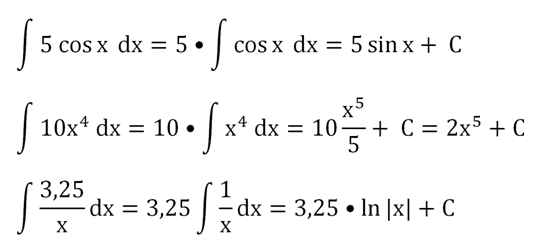 ∫ 5 cos x dx = 5 • ∫ cos x dx = 5 sin x + C
∫ 10x⁴ dx = 10 • ∫ x⁴ dx = 10 x⁵/5 + C = 2x⁵ + C
∫ 3,25/x dx = 3,25 ∫ 1/x dx = 3,25 • ln |x| + C